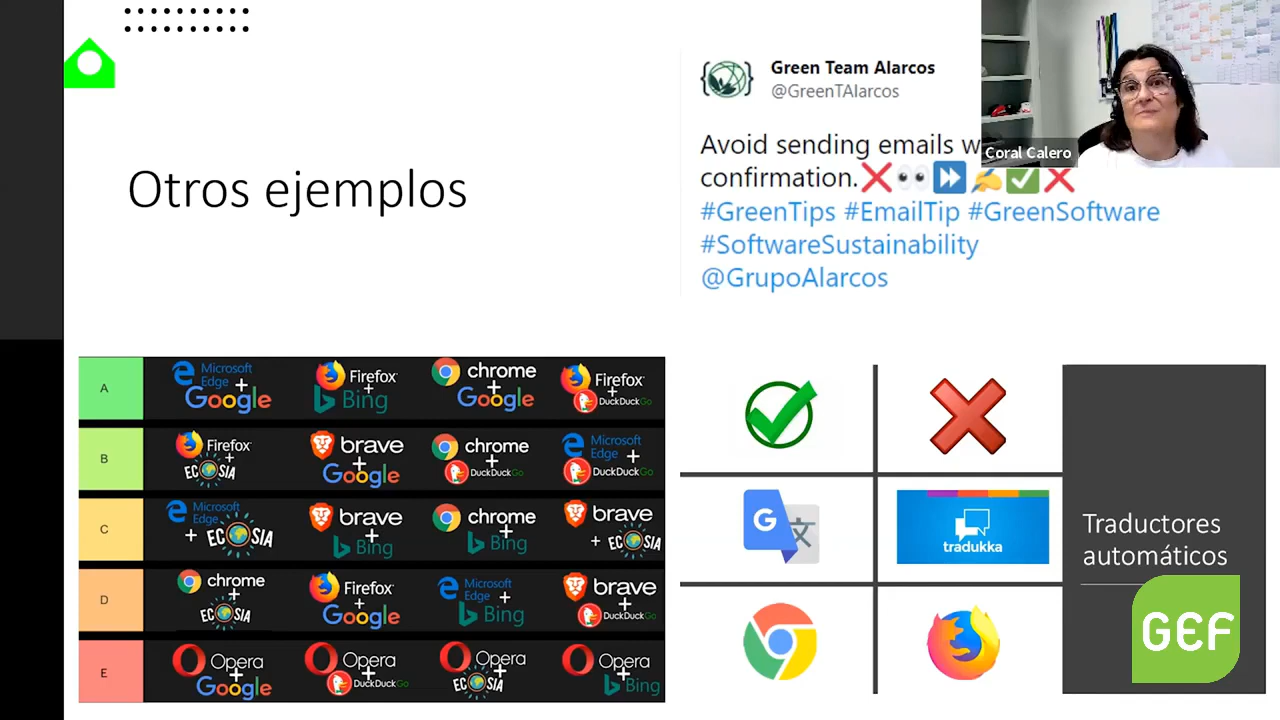 Otros ejemplos
Green Team Alarcos
@GreenTAlarcos
Avoid sending emails w
confirmation.
#GreenTips #EmailTip #GreenSoftware
#SoftwareSustainability
@GrupoAlarcos
Coral Calero
A
Microsoft Edge + Google
Firefox + Bing
chrome + Google
Firefox + DuckDuckGo
B
Firefox + ECOSIA
brave + Google
chrome + DuckDuckGo
Microsoft Edge + DuckDuckGo
C
Microsoft Edge + ECOSIA
brave + Bing
chrome + Bing
brave + ECOSIA
D
chrome + ECOSIA
Firefox + Google
Microsoft Edge + Bing
brave + DuckDuckGo
E
Opera + Google
Opera + DuckDuckGo
Opera + ECOSIA
Opera + Bing
G 文
tradukka
Traductores
automáticos
GEF